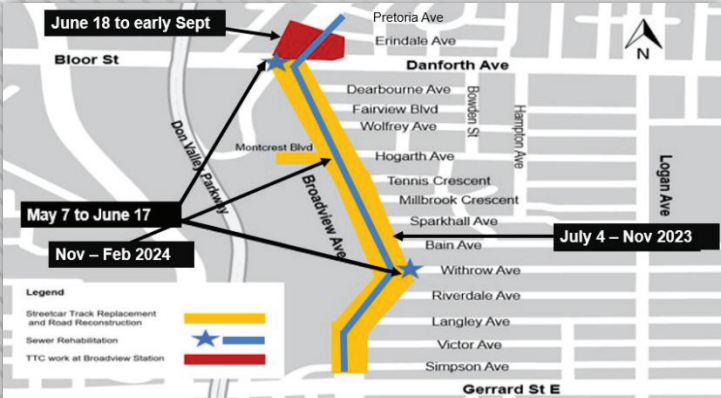 June 18 to early Sept
Pretoria Ave
Erindale Ave
Bloor St
Danforth Ave
N
Dearbourne Ave
Fairview Blvd
Wolfrey Ave
Bowden St
Hampton Ave
Logan Ave
Don Valley Parkway
Montcrest Blvd
Hogarth Ave
Tennis Crescent
Millbrook Crescent
Broadview Ave
May 7 to June 17
Sparkhall Ave
July 4 – Nov 2023
Bain Ave
Nov – Feb 2024
Withrow Ave
Riverdale Ave
Langley Ave
Victor Ave
Simpson Ave
Gerrard St E
Legend
Streetcar Track Replacement
and Road Reconstruction
Sewer Rehabilitation
TTC work at Broadview Station